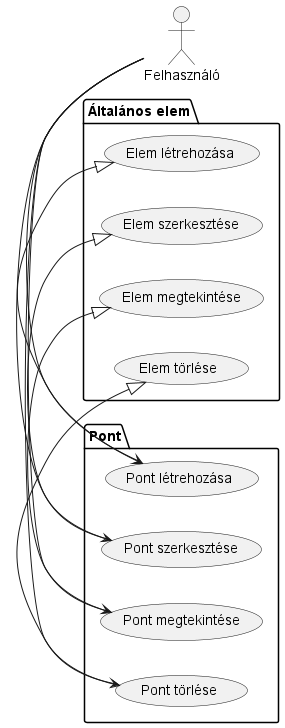 Felhasználó
Általános elem
Elem létrehozása
Elem szerkesztése
Elem megtekintése
Elem törlése
Pont
Pont létrehozása
Pont szerkesztése
Pont megtekintése
Pont törlése